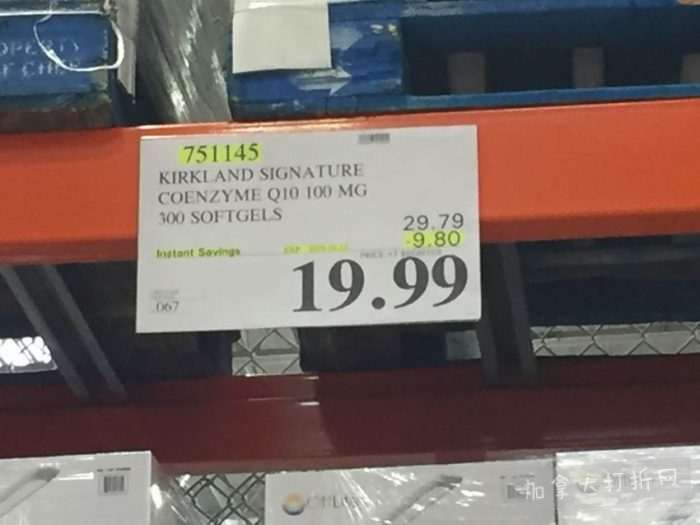 751145
KIRKLAND SIGNATURE
COENZYME Q10 100 MG
300 SOFTGELS
29.79
-9.80
Instant Savings
EXP
19.99
067
加拿大打折网